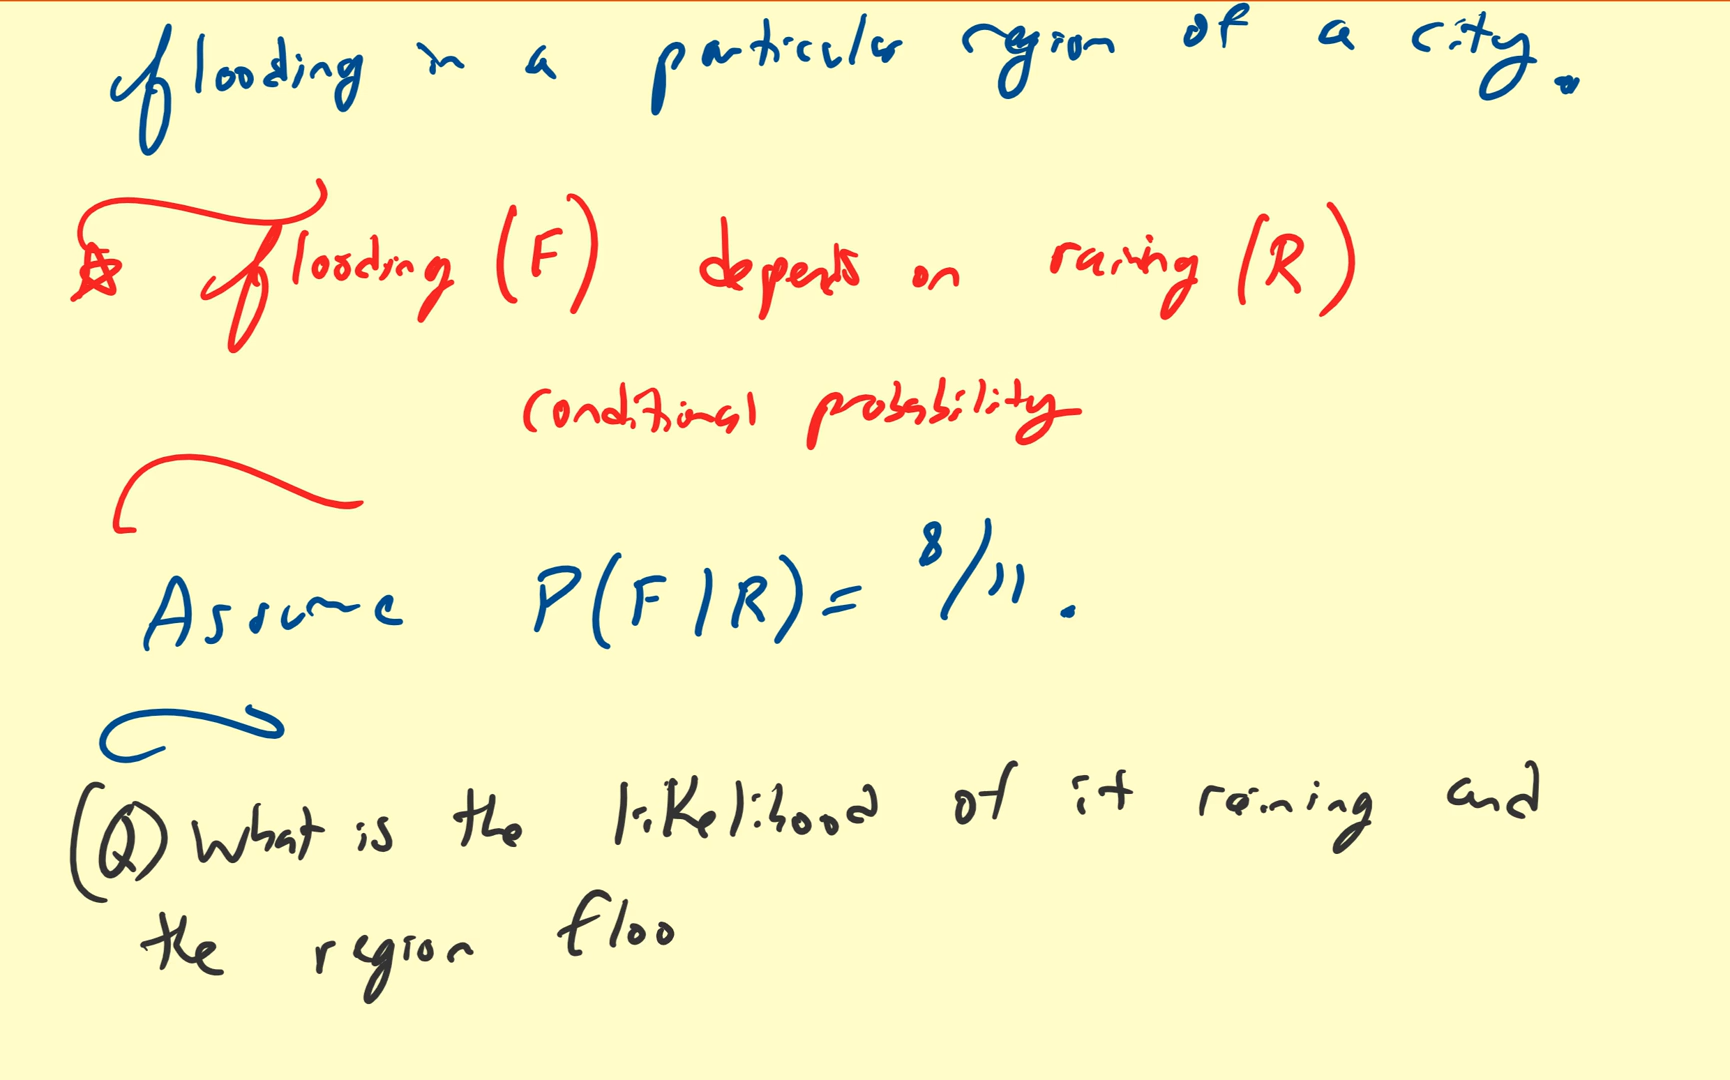 flooding in a particular region of a city.
☆ flooding (F) depends on raining (R)
conditional probability
Assume P(F|R) = 8/11.
(Q) What is the likelihood of it raining and
the region floo